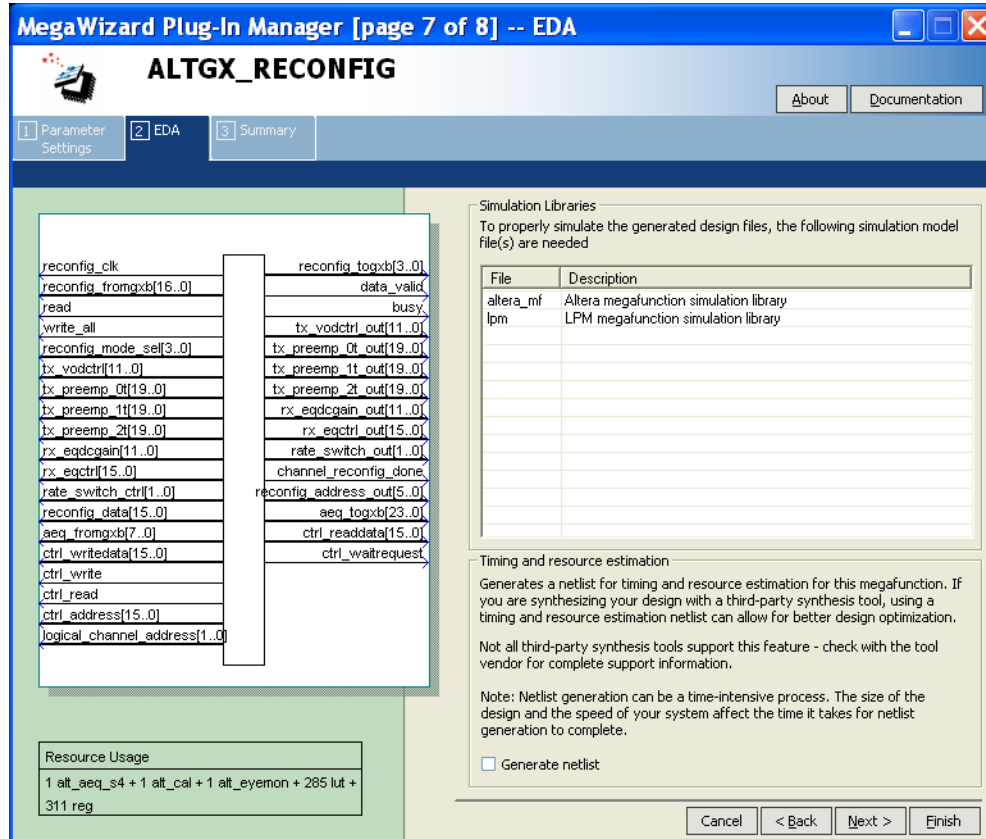 MegaWizard Plug-In Manager [page 7 of 8] -- EDA
ALTGX_RECONFIG
About
Documentation
1 Parameter Settings
2 EDA
3 Summary
reconfig_clk
reconfig_fromgxb[16..0]
read
write_all
reconfig_mode_sel[3..0]
tx_vodctrl[11..0]
tx_preemp_0t[19..0]
tx_preemp_1t[19..0]
tx_preemp_2t[19..0]
rx_eqdcgain[11..0]
rx_eqctrl[15..0]
rate_switch_ctrl[1..0]
reconfig_data[15..0]
aeq_fromgxb[7..0]
ctrl_writedata[15..0]
ctrl_write
ctrl_read
ctrl_address[15..0]
logical_channel_address[1..0]
reconfig_togxb[3..0]
data_valid
busy
tx_vodctrl_out[11..0]
tx_preemp_0t_out[19..0]
tx_preemp_1t_out[19..0]
tx_preemp_2t_out[19..0]
rx_eqdcgain_out[11..0]
rx_eqctrl_out[15..0]
rate_switch_out[1..0]
channel_reconfig_done
reconfig_address_out[5..0]
aeq_togxb[23..0]
ctrl_readdata[15..0]
ctrl_waitrequest
Resource Usage
1 alt_aeq_s4 + 1 alt_cal + 1 alt_eyemon + 285 lut +
311 reg
Simulation Libraries
To properly simulate the generated design files, the following simulation model
file(s) are needed
File Description
altera_mf Altera megafunction simulation library
lpm LPM megafunction simulation library
Timing and resource estimation
Generates a netlist for timing and resource estimation for this megafunction. If
you are synthesizing your design with a third-party synthesis tool, using a
timing and resource estimation netlist can allow for better design optimization.
Not all third-party synthesis tools support this feature - check with the tool
vendor for complete support information.
Note: Netlist generation can be a time-intensive process. The size of the
design and the speed of your system affect the time it takes for netlist
generation to complete.
Generate netlist
Cancel
< Back
Next >
Finish